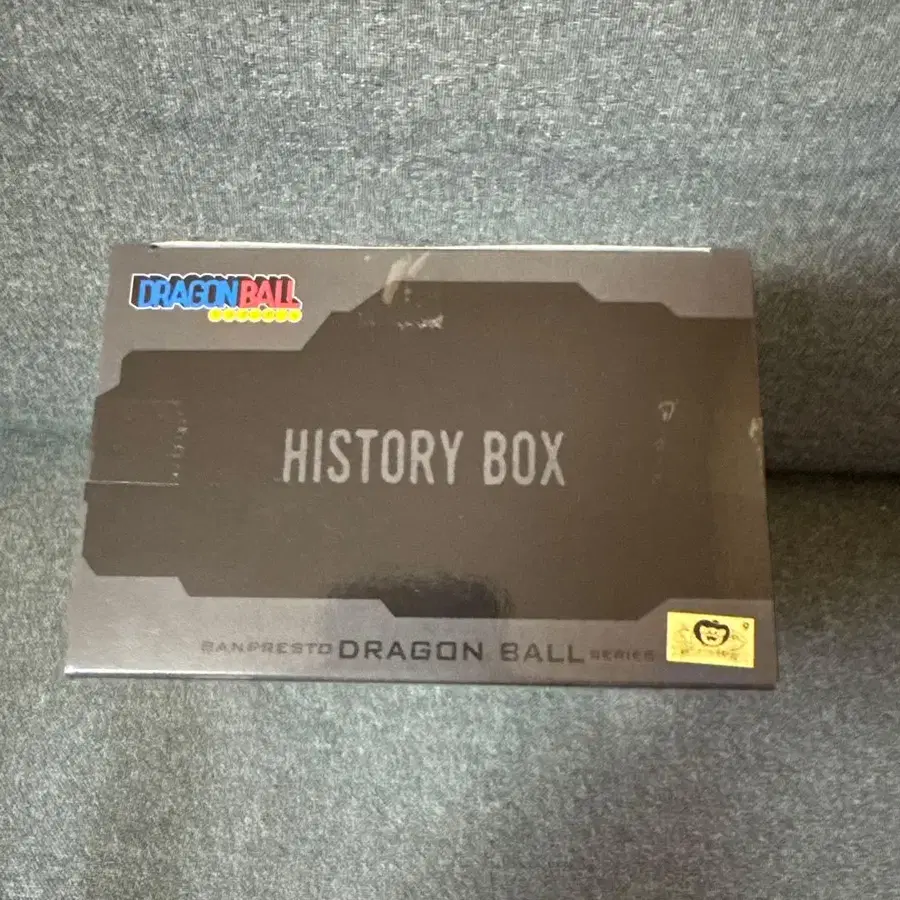 DRAGON BALL
HISTORY BOX
BANPRESTO DRAGON BALL SERIES